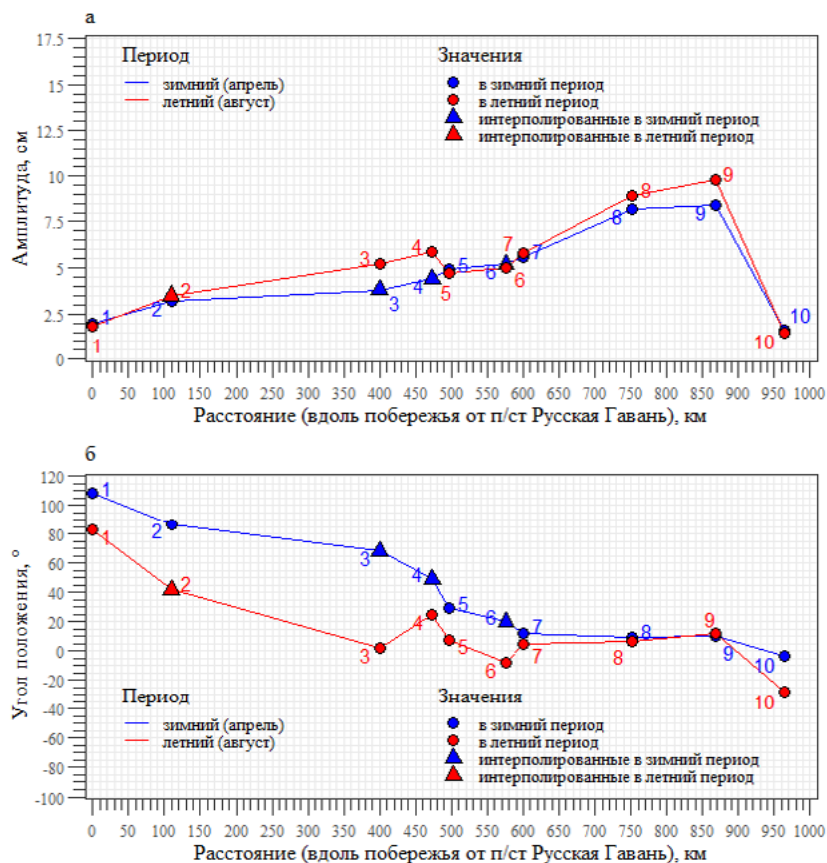 а
Период
зимний (апрель)
летний (август)
Значения
в зимний период
в летний период
интерполированные в зимний период
интерполированные в летний период
Амплитуда, см
17.5
15
12.5
10
7.5
5
2.5
0
1 2 3 4 5 6 7 8 9 10
1 2 3 4 5 6 7 8 9 10
0 50 100 150 200 250 300 350 400 450 500 550 600 650 700 750 800 850 900 950 1000
Расстояние (вдоль побережья от п/ст Русская Гавань), км
б
Угол положения, °
120
100
80
60
40
20
0
-20
-40
-60
-80
-100
1 2 3 4 5 6 7 8 9 10
1 2 3 4 5 6 7 8 9 10
Период
зимний (апрель)
летний (август)
Значения
в зимний период
в летний период
интерполированные в зимний период
интерполированные в летний период
0 50 100 150 200 250 300 350 400 450 500 550 600 650 700 750 800 850 900 950 1000
Расстояние (вдоль побережья от п/ст Русская Гавань), км